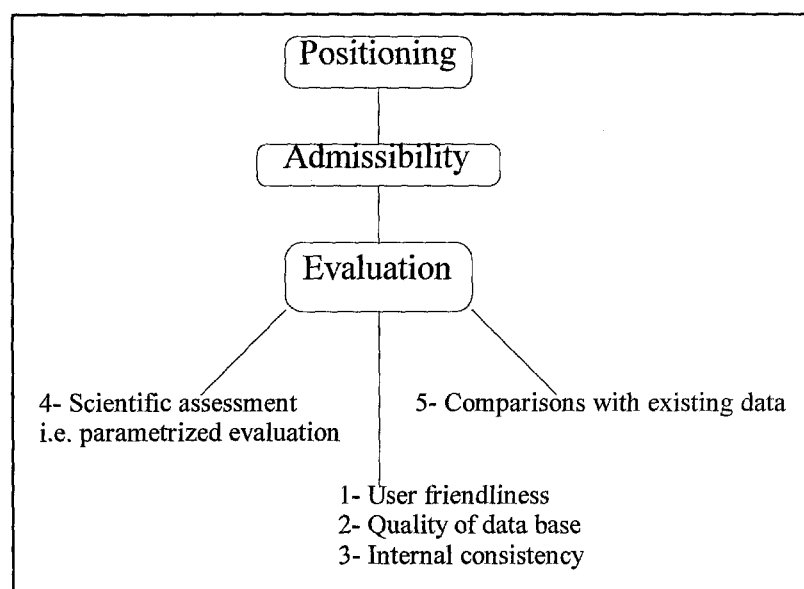 Positioning
Admissibility
Evaluation
4- Scientific assessment
i.e. parametrized evaluation
5- Comparisons with existing data
1- User friendliness
2- Quality of data base
3- Internal consistency